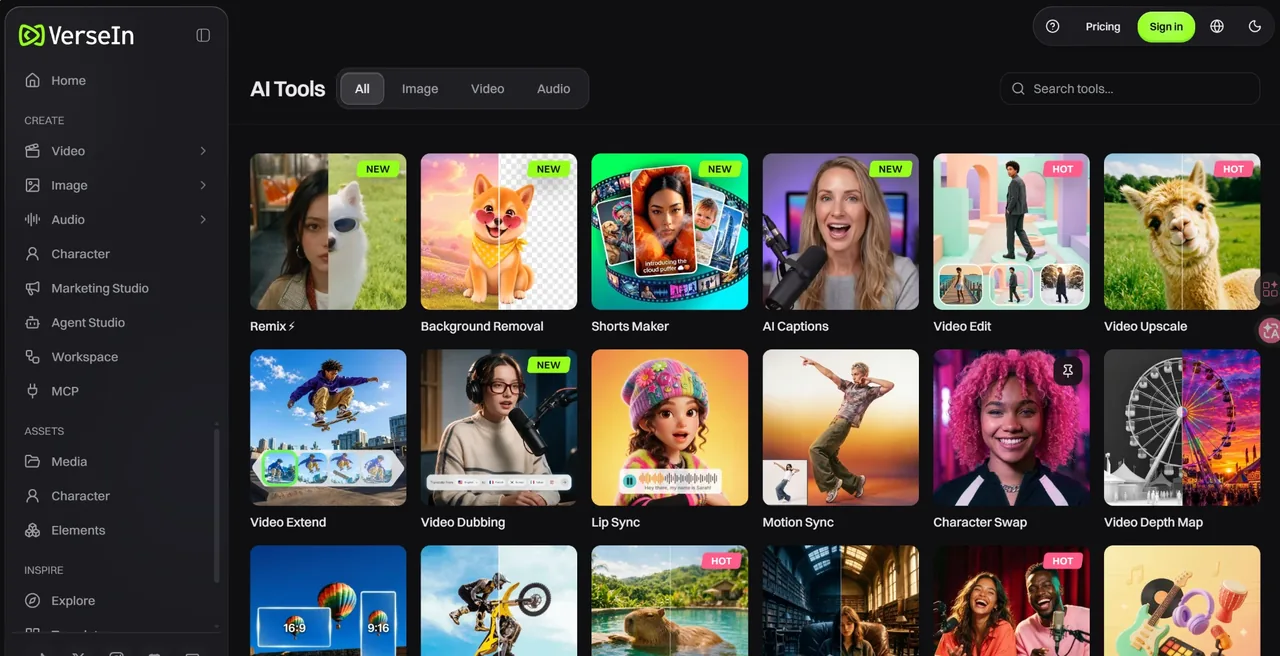 VerseIn
Pricing
Sign in
Home
CREATE
Video
Image
Audio
Character
Marketing Studio
Agent Studio
Workspace
MCP
ASSETS
Media
Character
Elements
INSPIRE
Explore
AI Tools
All
Image
Video
Audio
Search tools...
NEW
NEW
NEW
introducing the
cloud puffer
NEW
HOT
HOT
Remix⚡
Background Removal
Shorts Maker
AI Captions
Video Edit
Video Upscale
NEW
Hey there, my name is Sarah!
Video Extend
Video Dubbing
Lip Sync
Motion Sync
Character Swap
Video Depth Map
16:9
9:16
HOT
HOT